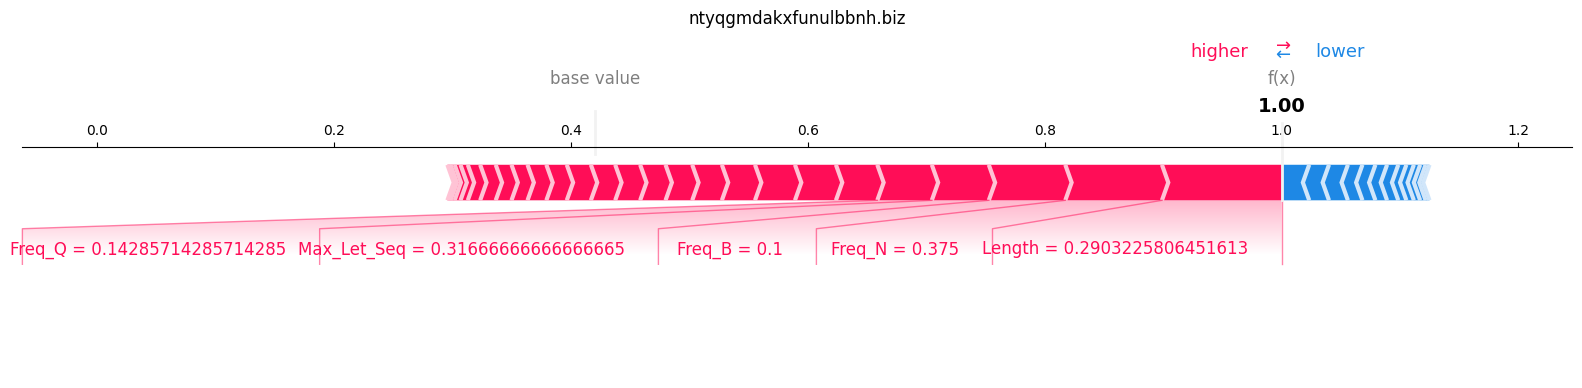 ntyqgmdakxfunulbbnh.biz
higher ⇄ lower
base value f(x)
1.00
0.0 0.2 0.4 0.6 0.8 1.0 1.2
Freq_Q = 0.14285714285714285 Max_Let_Seq = 0.31666666666666665 Freq_B = 0.1 Freq_N = 0.375 Length = 0.2903225806451613